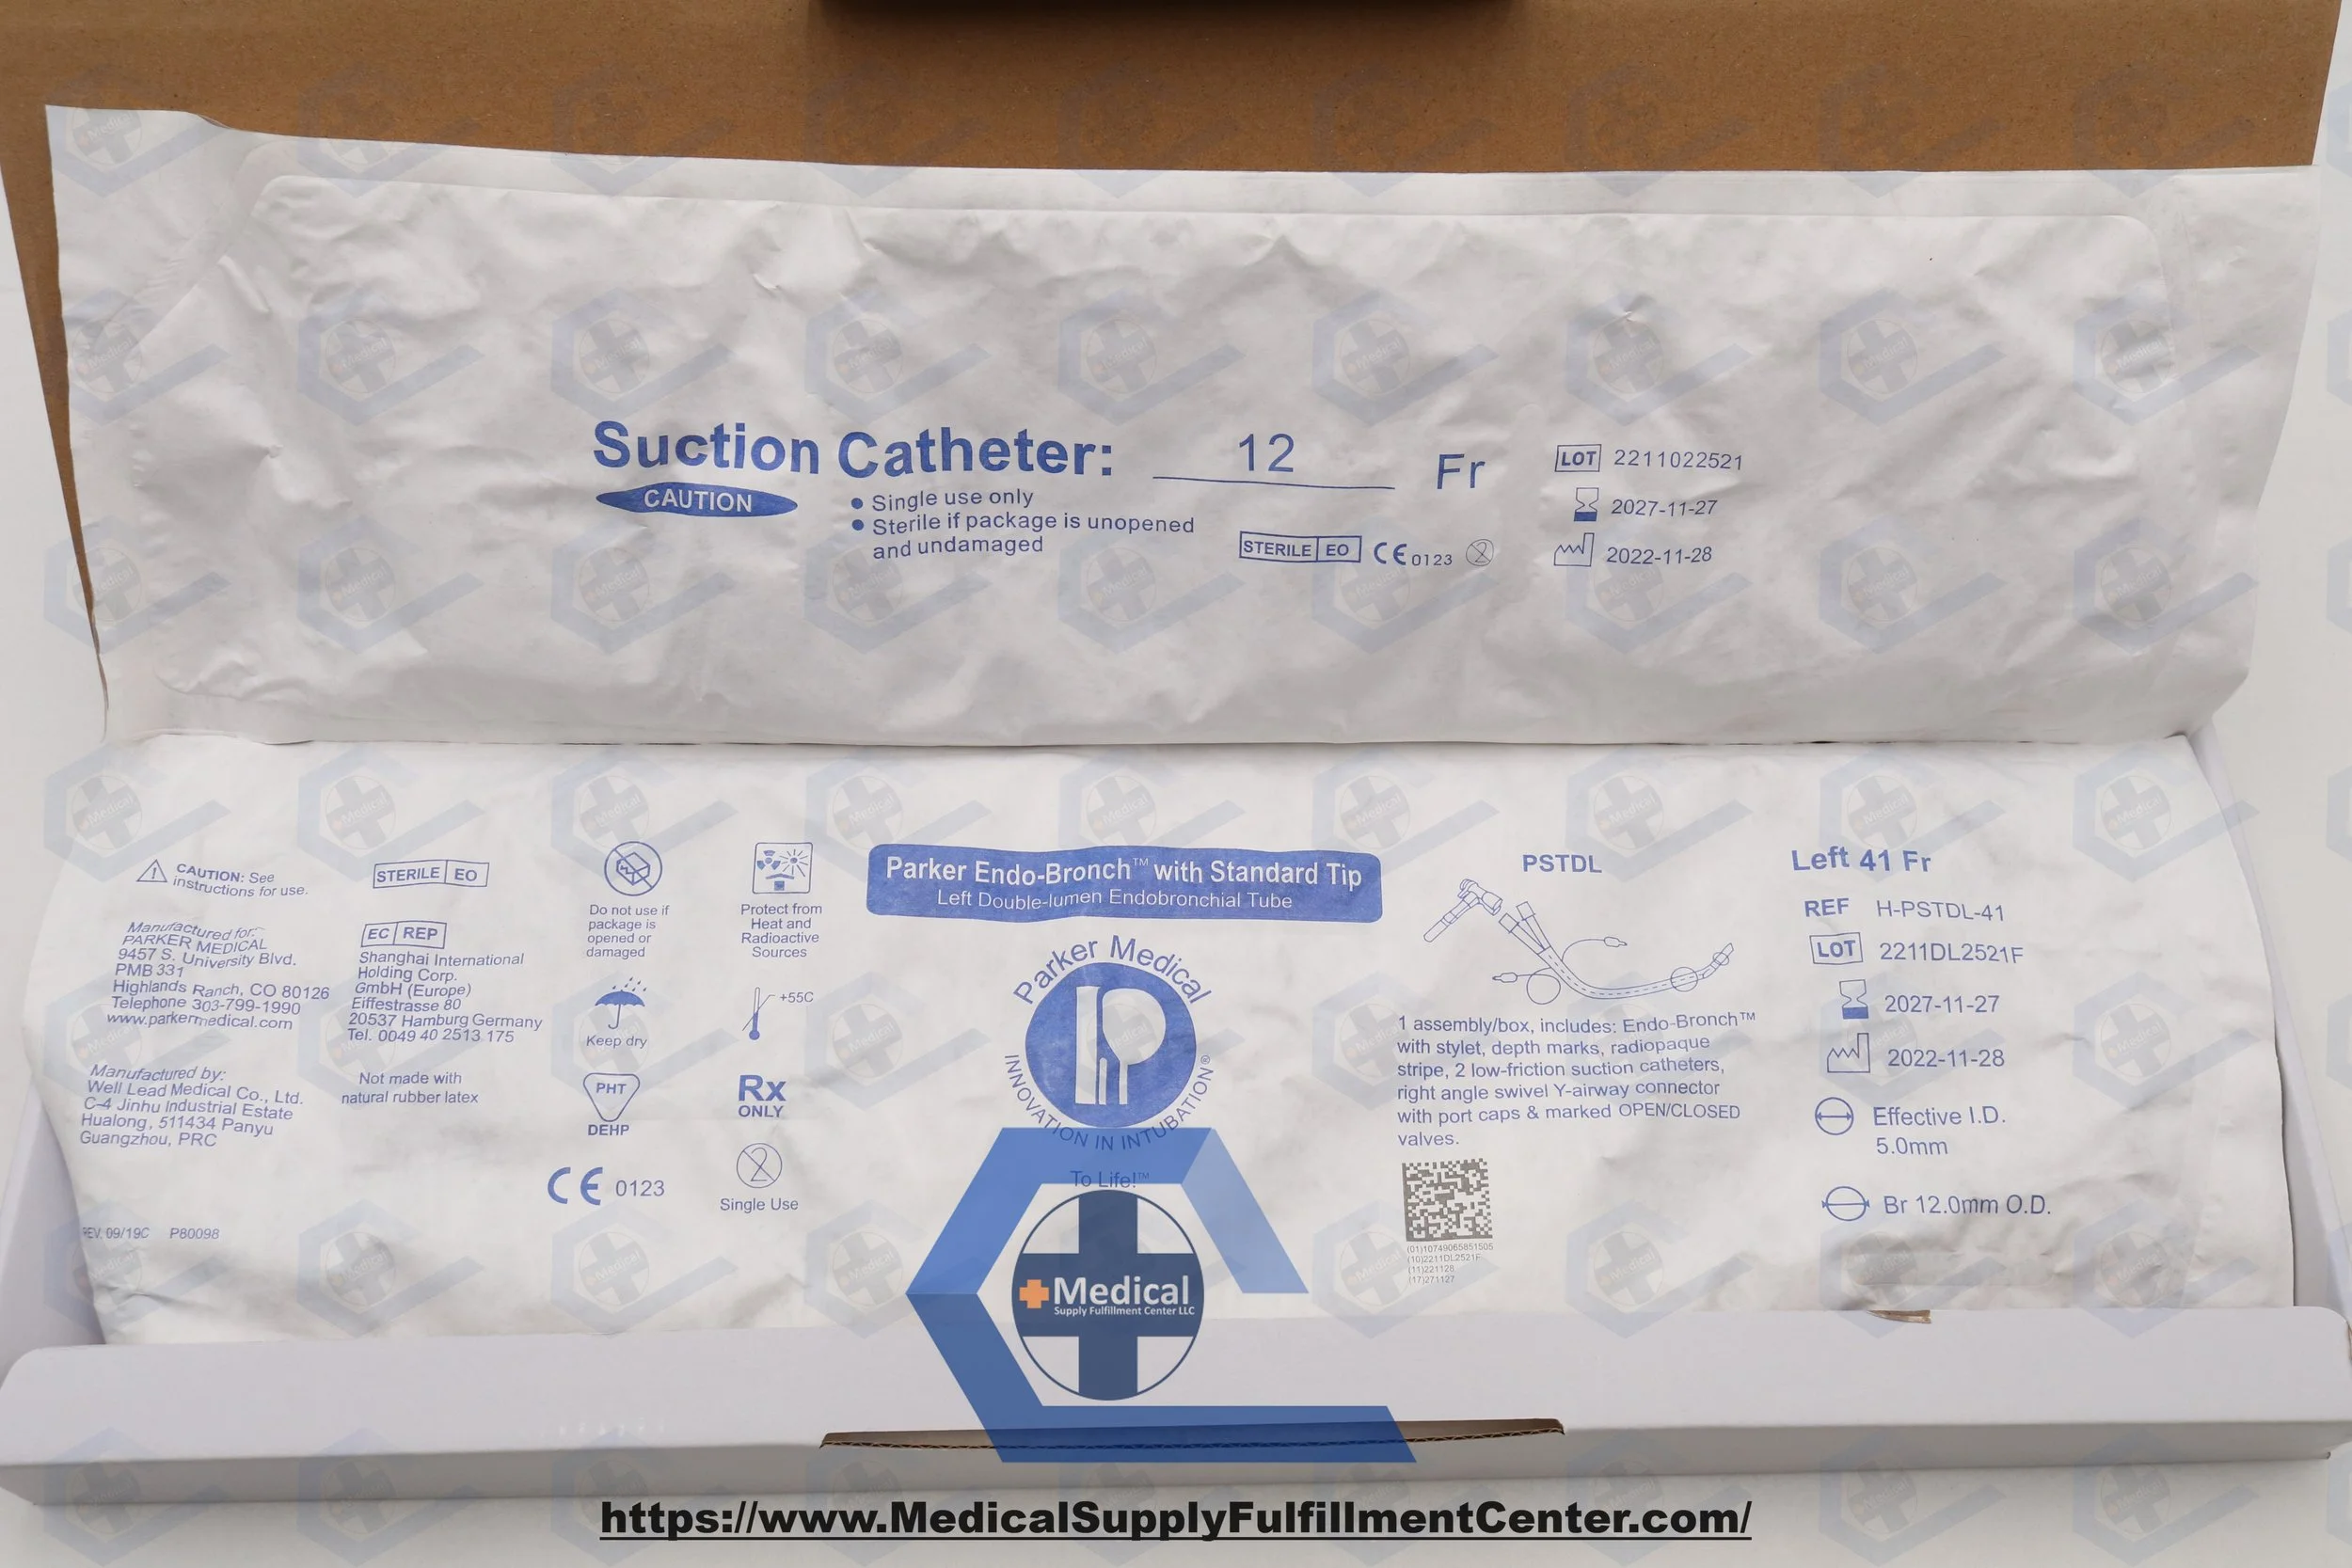 Suction Catheter: 12 Fr
CAUTION
• Single use only
• Sterile if package is unopened
and undamaged
STERILE EO CE 0123 2
LOT 2211022521
2027-11-27
2022-11-28
CAUTION: See
instructions for use.
Manufactured for:
PARKER MEDICAL
9457 S. University Blvd.
PMB 331
Highlands Ranch, CO 80126
Telephone 303-799-1990
www.parkermedical.com
Manufactured by:
Well Lead Medical Co., Ltd.
C-4 Jinhu Industrial Estate
Hualong, 511434 Panyu
Guangzhou, PRC
REV. 09/19C P80098
STERILE EO
EC REP
Shanghai International
Holding Corp.
GmbH (Europe)
Eiffestrasse 80
20537 Hamburg Germany
Tel. 0049 40 2513 175
Not made with
natural rubber latex
Do not use if
package is
opened or
damaged
Keep dry
PHT
DEHP
CE 0123
Protect from
Heat and
Radioactive
Sources
+55C
Rx
ONLY
2
Single Use
Parker Endo-Bronch™ with Standard Tip
Left Double-lumen Endobronchial Tube
Parker Medical
INNOVATION IN INTUBATION®
To Life!™
PSTDL
1 assembly/box, includes: Endo-Bronch™
with stylet, depth marks, radiopaque
stripe, 2 low-friction suction catheters,
right angle swivel Y-airway connector
with port caps & marked OPEN/CLOSED
valves.
(01)10749065851505
(10)2211DL2521F
(11)221128
(17)271127
Left 41 Fr
REF H-PSTDL-41
LOT 2211DL2521F
2027-11-27
2022-11-28
Effective I.D.
5.0mm
Br 12.0mm O.D.
Medical
Supply Fulfillment Center LLC
https://www.MedicalSupplyFulfillmentCenter.com/